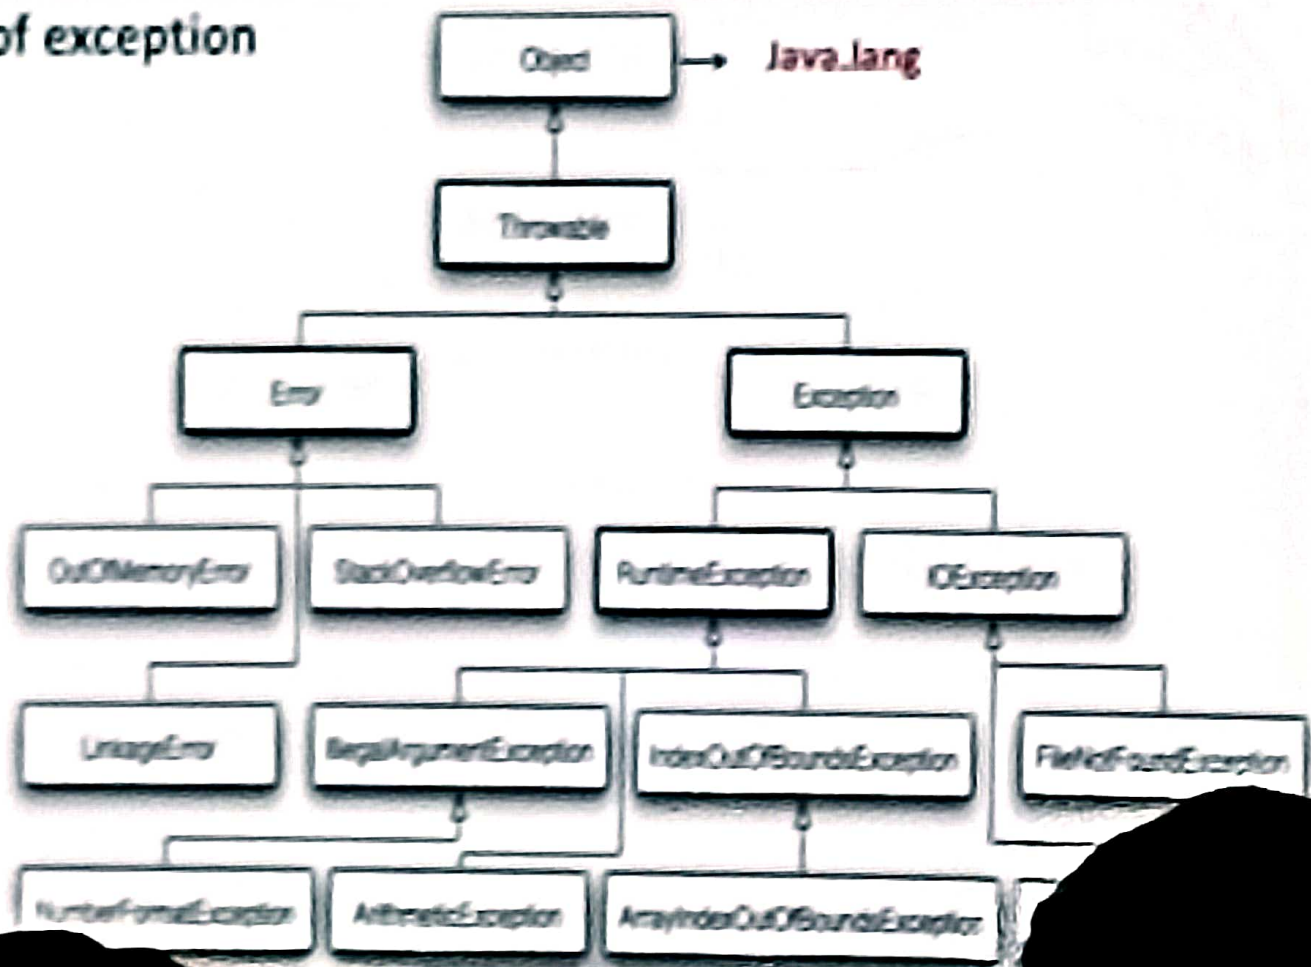 of exception
Object
Java.lang
Throwable
Error
Exception
OutOfMemoryError
StackOverflowError
RuntimeException
IOException
LinkageError
IllegalArgumentException
IndexOutOfBoundsException
FileNotFoundException
NumberFormatException
ArithmeticException
ArrayIndexOutOfBoundsException